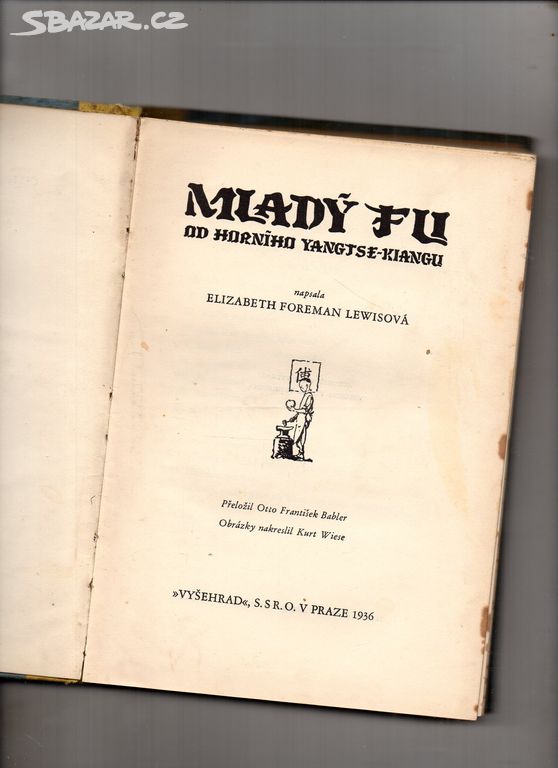 SBAZAR.CZ
MLADÝ FU
OD HORNÍHO YANGTSE-KIANGU
napsala
ELIZABETH FOREMAN LEWISOVÁ
Přeložil Otto František Babler
Obrázky nakreslil Kurt Wiese
»VYŠEHRAD«, S. S R. O. V PRAZE 1936